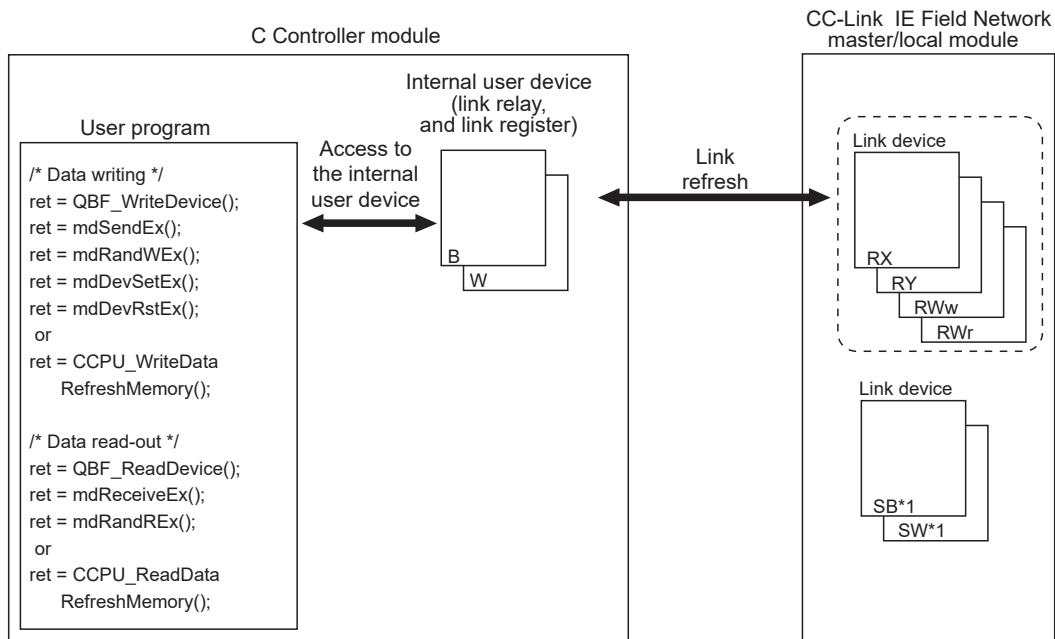 C Controller module
CC-Link IE Field Network
master/local module
User program
/* Data writing */
ret = QBF_WriteDevice();
ret = mdSendEx();
ret = mdRandWEx();
ret = mdDevSetEx();
ret = mdDevRstEx();
or
ret = CCPU_WriteData
RefreshMemory();
/* Data read-out */
ret = QBF_ReadDevice();
ret = mdReceiveEx();
ret = mdRandREx();
or
ret = CCPU_ReadData
RefreshMemory();
Access to
the internal
user device
Internal user device
(link relay,
and link register)
B
W
Link
refresh
Link device
RX
RY
RWw
RWr
Link device
SB*1
SW*1